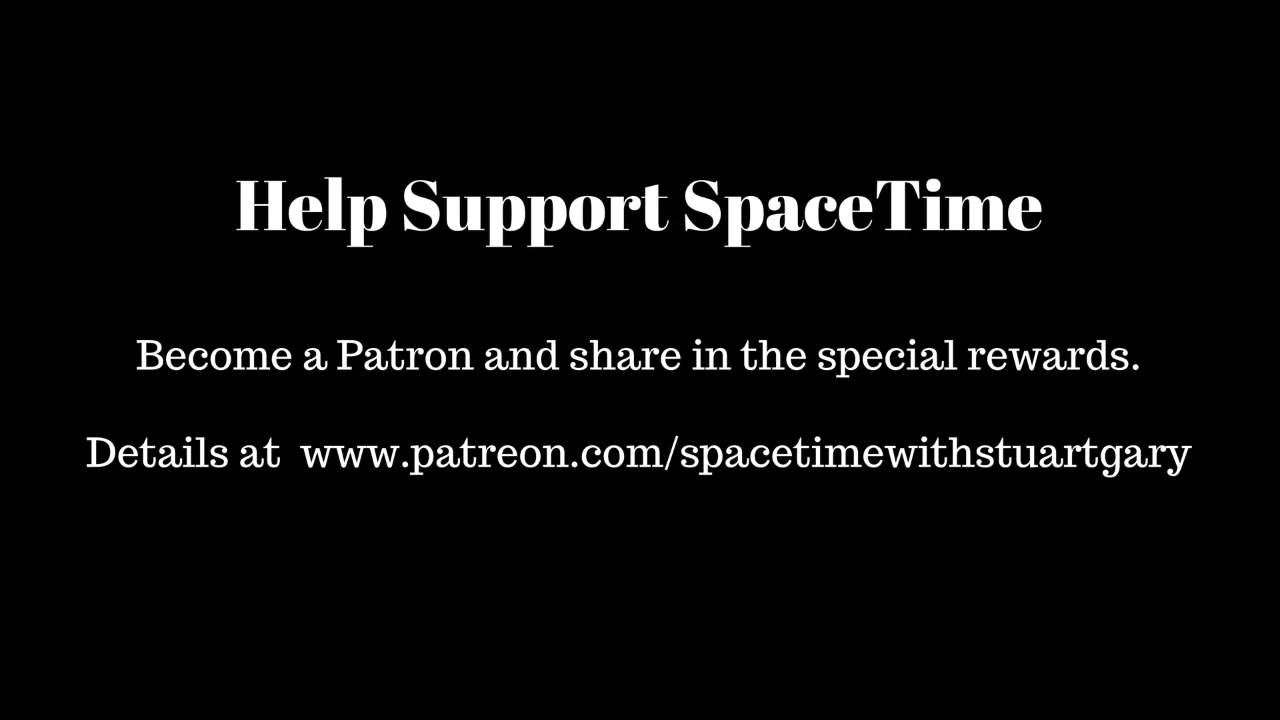 Help Support SpaceTime
Become a Patron and share in the special rewards.
Details at www.patreon.com/spacetimewithstuartgary